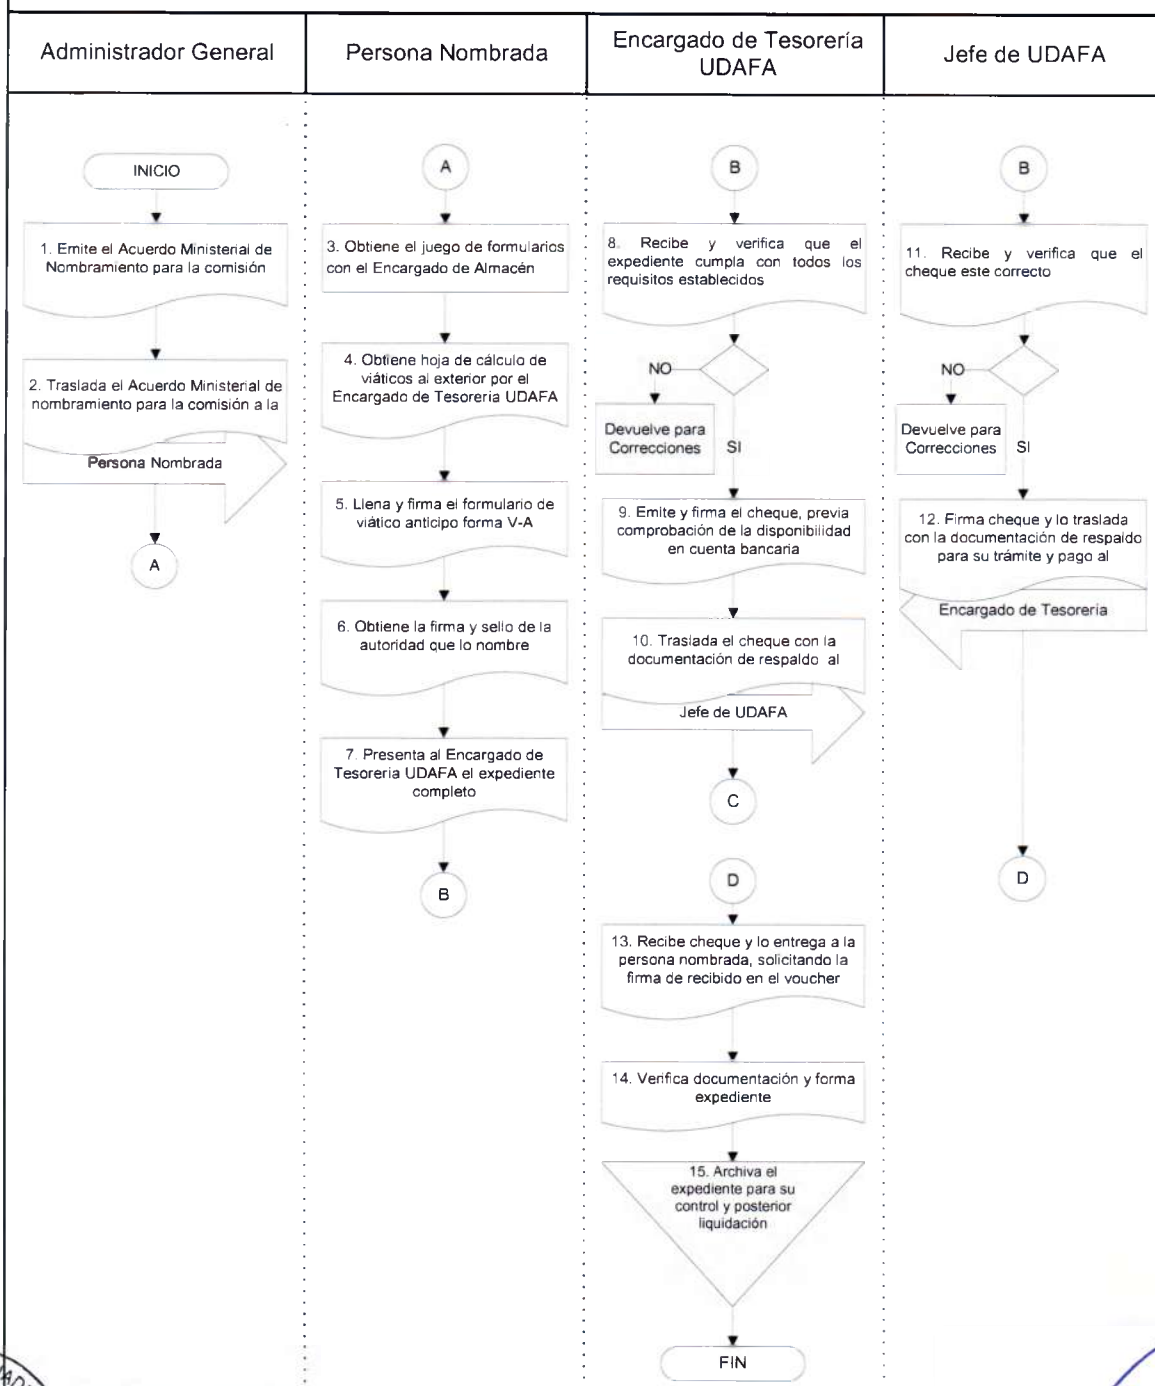 Administrador General
Persona Nombrada
Encargado de Tesorería
UDAFA
Jefe de UDAFA
INICIO
1. Emite el Acuerdo Ministerial de
Nombramiento para la comisión
2. Traslada el Acuerdo Ministerial de
nombramiento para la comisión a la
Persona Nombrada
A
A
3. Obtiene el juego de formularios
con el Encargado de Almacén
4. Obtiene hoja de cálculo de
viáticos al exterior por el
Encargado de Tesorería UDAFA
5. Llena y firma el formulario de
viático anticipo forma V-A
6. Obtiene la firma y sello de la
autoridad que lo nombre
7. Presenta al Encargado de
Tesoreria UDAFA el expediente
completo
B
B
8. Recibe y verifica que el
expediente cumpla con todos los
requisitos establecidos
NO
Devuelve para
Correcciones
SI
9. Emite y firma el cheque, previa
comprobación de la disponibilidad
en cuenta bancaria
10. Traslada el cheque con la
documentación de respaldo al
Jefe de UDAFA
C
D
13. Recibe cheque y lo entrega a la
persona nombrada, solicitando la
firma de recibido en el voucher
14. Verifica documentación y forma
expediente
15. Archiva el
expediente para su
control y posterior
liquidación
FIN
B
11. Recibe y verifica que el
cheque este correcto
NO
Devuelve para
Correcciones
SI
12. Firma cheque y lo traslada
con la documentación de respaldo
para su trámite y pago al
Encargado de Tesorería
D